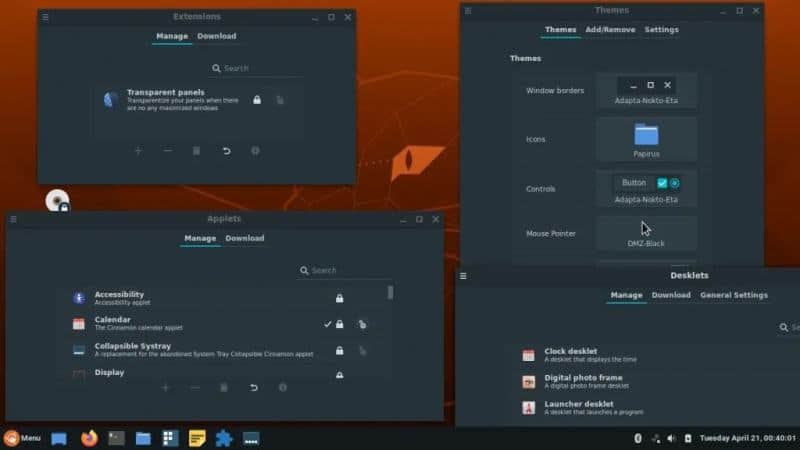 Extensions
Manage
Download
Search
Transparent panels
Transparentize your panels when there
are no any maximized windows
Themes
Themes
Add/Remove
Settings
Themes
Window borders
Adapta-Nokto-Eta
Icons
Papirus
Controls
Button
Adapta-Nokto-Eta
Mouse Pointer
DMZ-Black
Applets
Manage
Download
Search
Accessibility
Accessibility applet
Calendar
The Cinnamon calendar applet
Collapsible Systray
A replacement for the abandoned System Tray Collapsible Cinnamon applet
Display
Desklets
Manage
Download
General Settings
Se
Clock desklet
A desklet that displays the time
Digital photo frame
A digital photo frame desklet
Launcher desklet
A desklet that launches a program
Menu
Tuesday April 21, 00:40:01